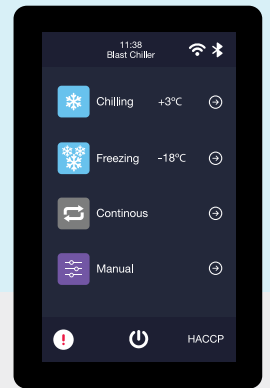 11:38
Blast Chiller
Chilling +3°C
Freezing -18°C
Continous
Manual
HACCP